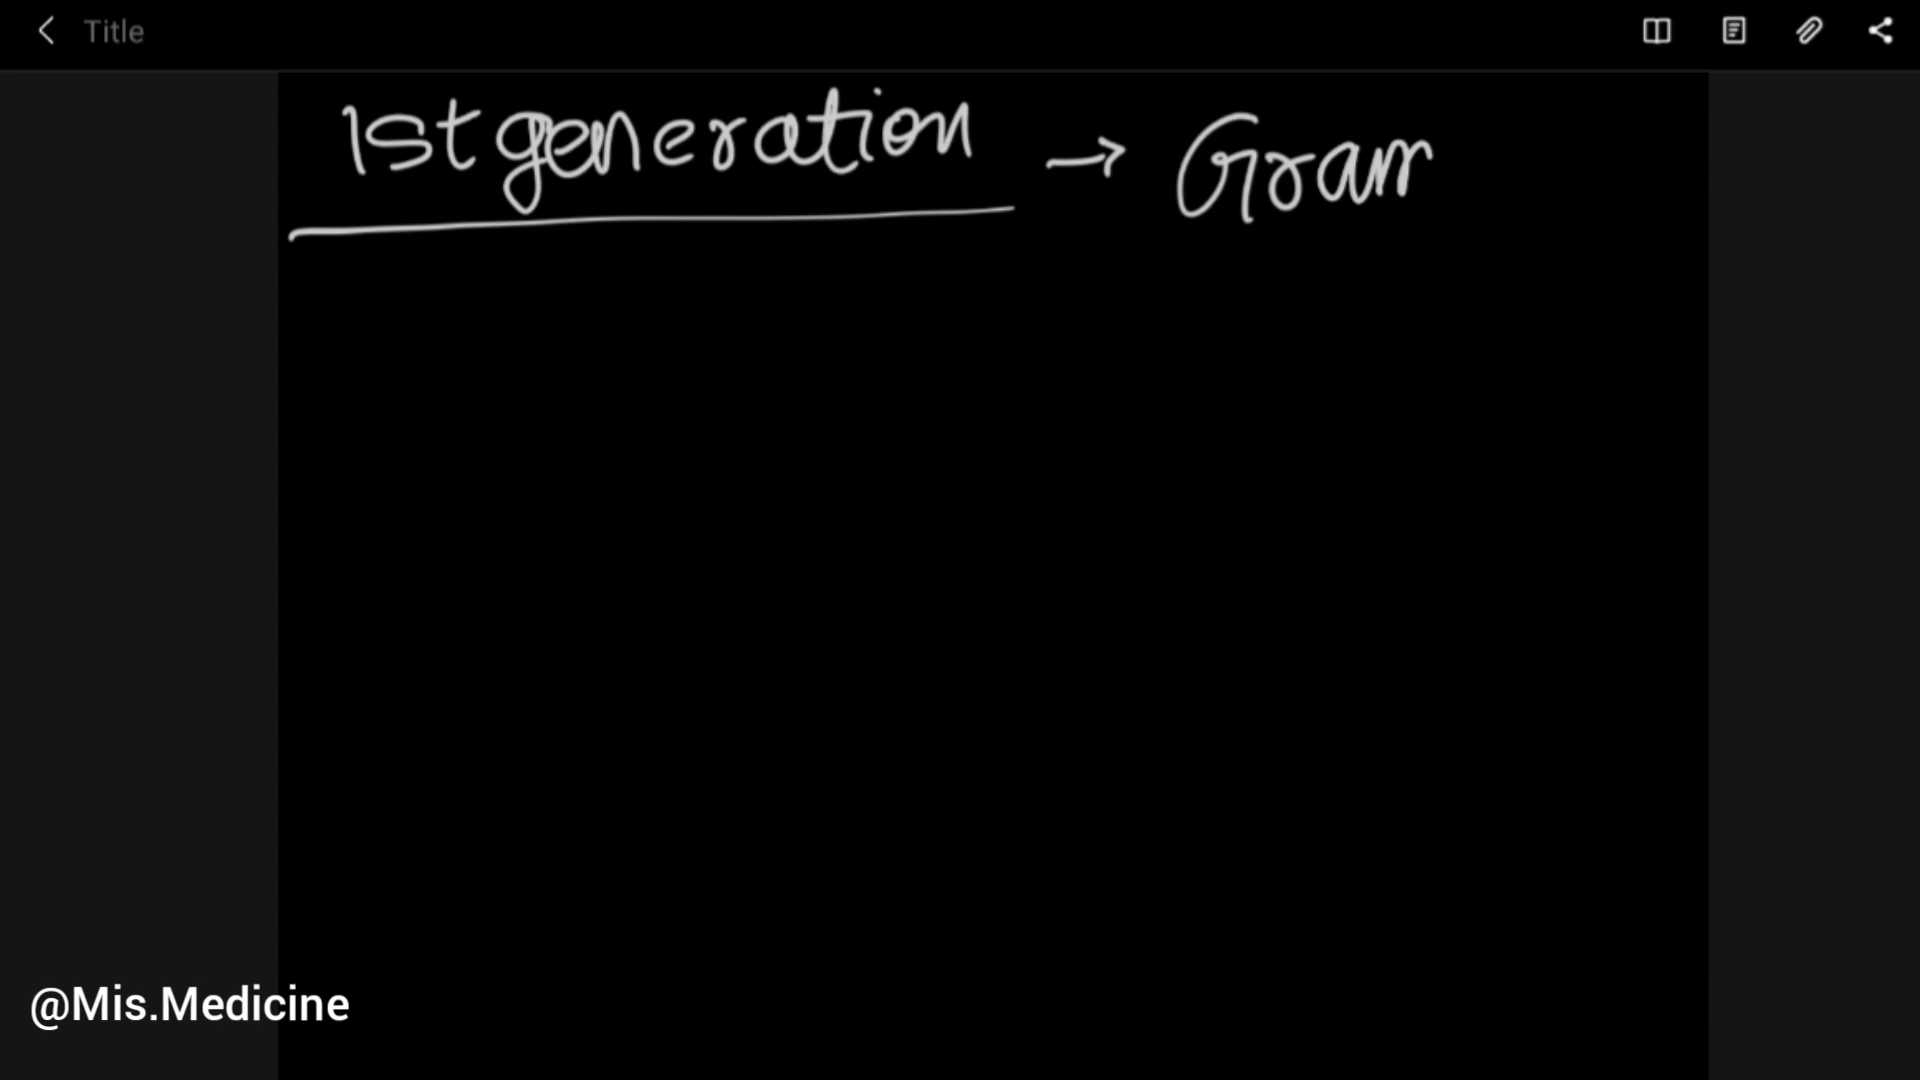 Title
1st generation → Gram
@Mis.Medicine